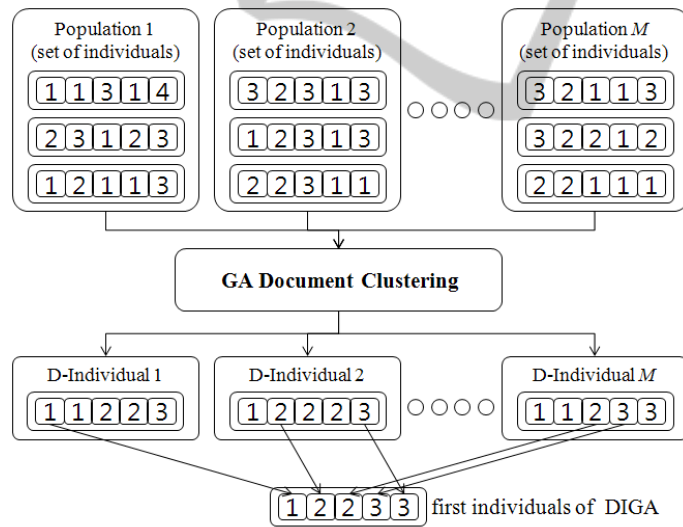 Population 1
(set of individuals)
1 1 3 1 4
2 3 1 2 3
1 2 1 1 3
Population 2
(set of individuals)
3 2 3 1 3
1 2 3 1 3
2 2 3 1 1
Population M
(set of individuals)
3 2 1 1 3
3 2 2 1 2
2 2 1 1 1
GA Document Clustering
D-Individual 1
1 1 2 2 3
D-Individual 2
1 2 2 2 3
D-Individual M
1 1 2 3 3
1 2 2 3 3 first individuals of DIGA